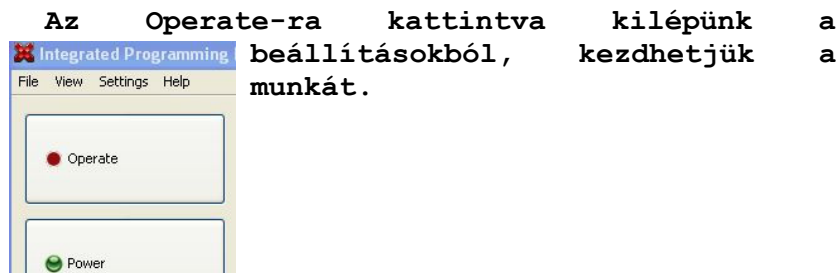 Az Operate-ra kattintva kilépünk a
beállításokból, kezdhetjük a
munkát.
Integrated Programming
File View Settings Help
Operate
Power